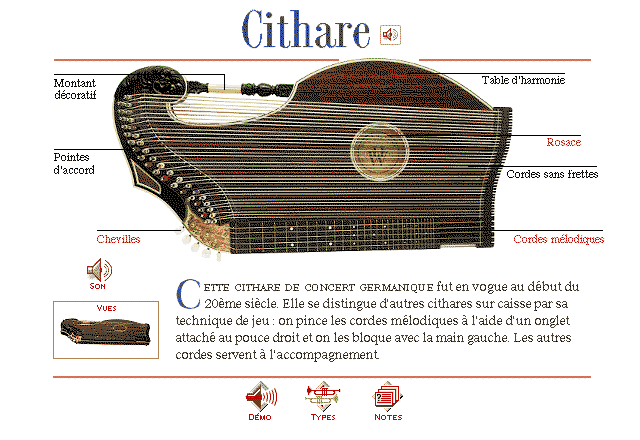 Cithare
Montant
décoratif
Table d'harmonie
Rosace
Pointes
d'accord
Cordes sans frettes
Chevilles
Cordes mélodiques
Son
Vues
CETTE CITHARE DE CONCERT GERMANIQUE fut en vogue au début du
20ème siècle. Elle se distingue d'autres cithares sur caisse par sa
technique de jeu : on pince les cordes mélodiques à l'aide d'un onglet
attaché au pouce droit et on les bloque avec la main gauche. Les autres
cordes servent à l'accompagnement.
Démo
Types
Notes